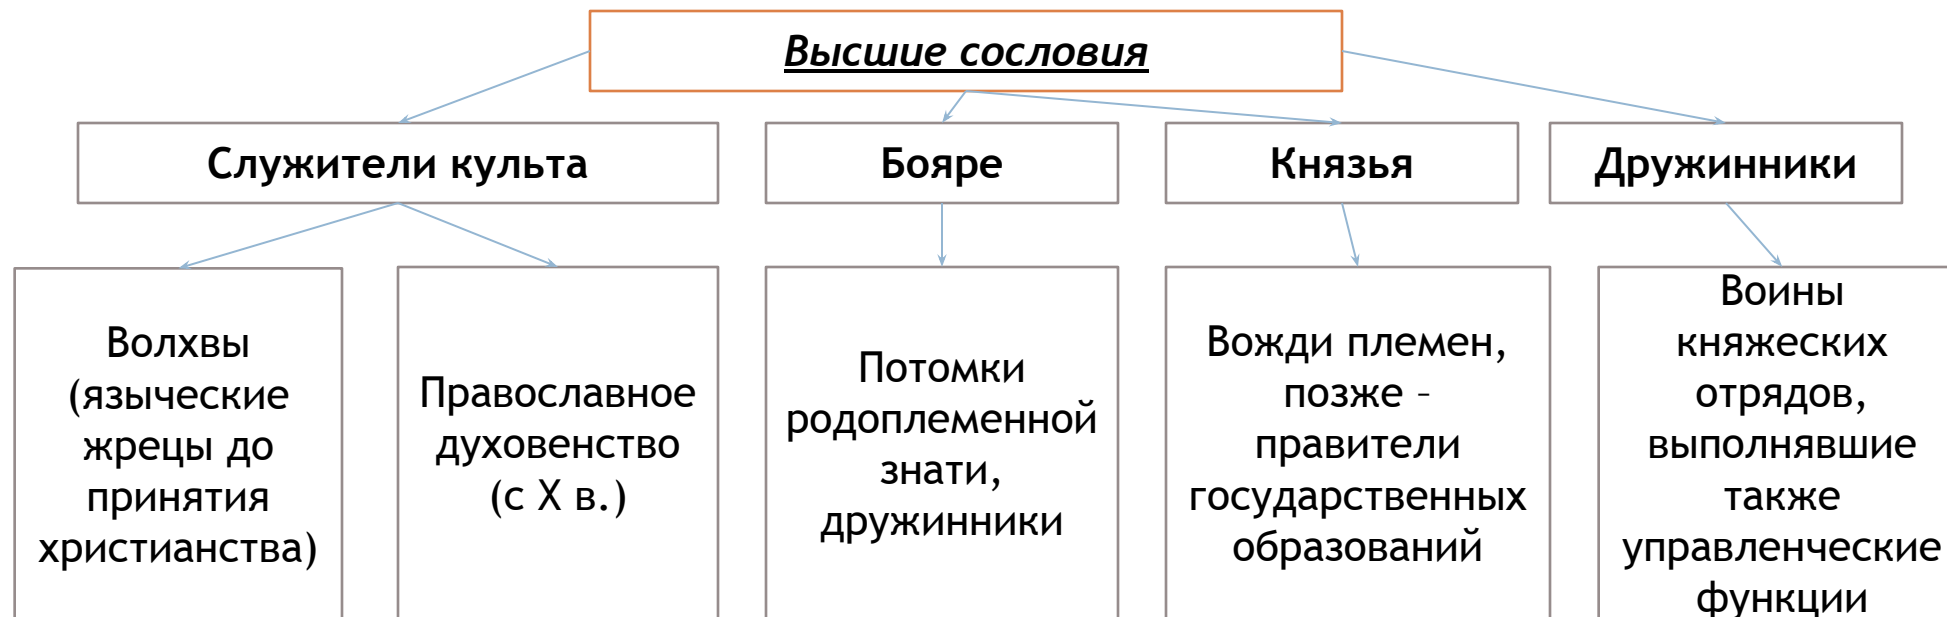 Высшие сословия
Служители культа
Бояре
Князья
Дружинники
Волхвы
(языческие
жрецы до
принятия
христианства)
Православное
духовенство
(с X в.)
Потомки
родоплеменной
знати,
дружинники
Вожди племен,
позже -
правители
государственных
образований
Воины
княжеских
отрядов,
выполнявшие
также
управленческие
функции